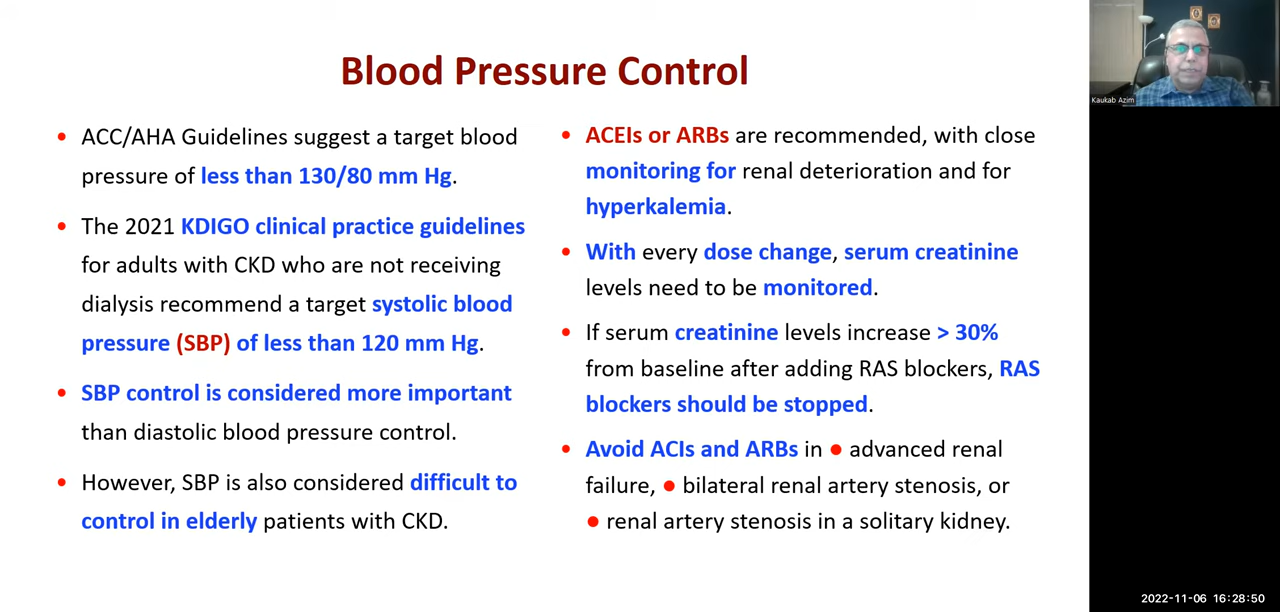 Blood Pressure Control
• ACC/AHA Guidelines suggest a target blood
pressure of less than 130/80 mm Hg.
• The 2021 KDIGO clinical practice guidelines
for adults with CKD who are not receiving
dialysis recommend a target systolic blood
pressure (SBP) of less than 120 mm Hg.
• SBP control is considered more important
than diastolic blood pressure control.
• However, SBP is also considered difficult to
control in elderly patients with CKD.
• ACEIs or ARBs are recommended, with close
monitoring for renal deterioration and for
hyperkalemia.
• With every dose change, serum creatinine
levels need to be monitored.
• If serum creatinine levels increase > 30%
from baseline after adding RAS blockers, RAS
blockers should be stopped.
• Avoid ACIs and ARBs in ● advanced renal
failure, ● bilateral renal artery stenosis, or
● renal artery stenosis in a solitary kidney.
Kaukab Azim
2022-11-06 16:28:50